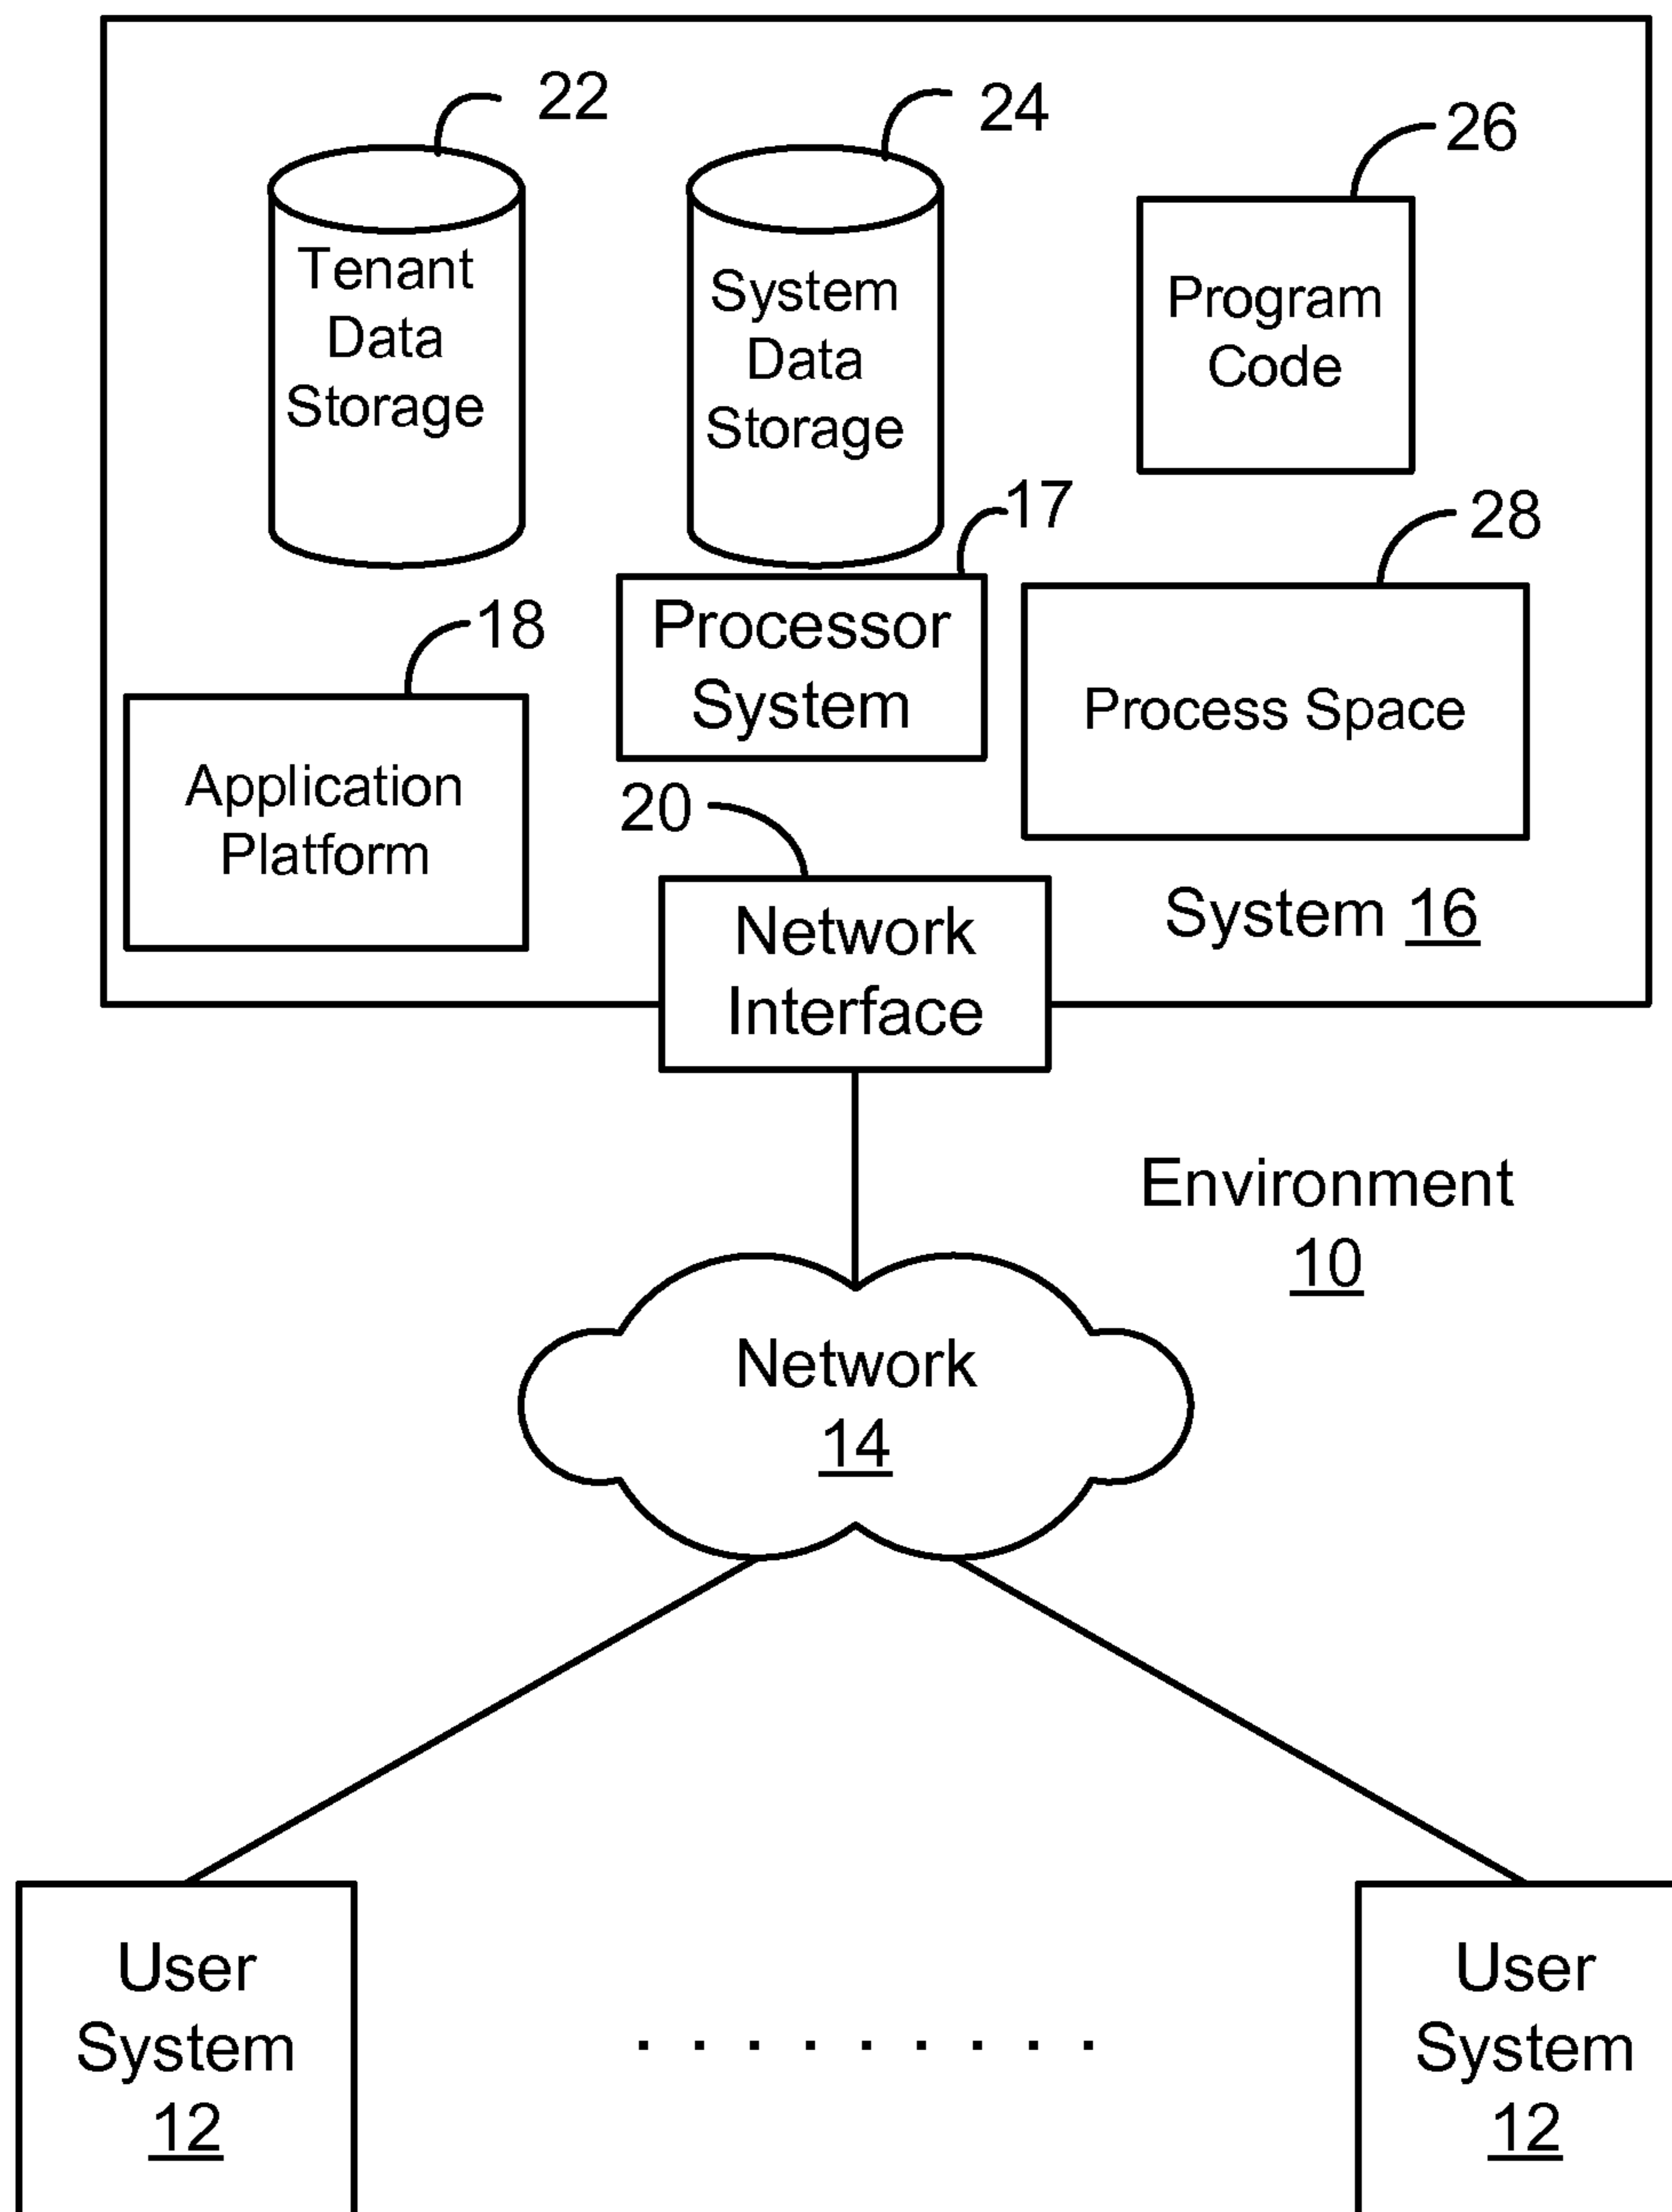 22
24
26
Tenant
Data
Storage
System
Data
Storage
Program
Code
17
28
18
Processor
System
Process Space
Application
Platform
20
Network
Interface
System 16
Environment
10
Network
14
User
System
12
. . . . . . . . .
User
System
12